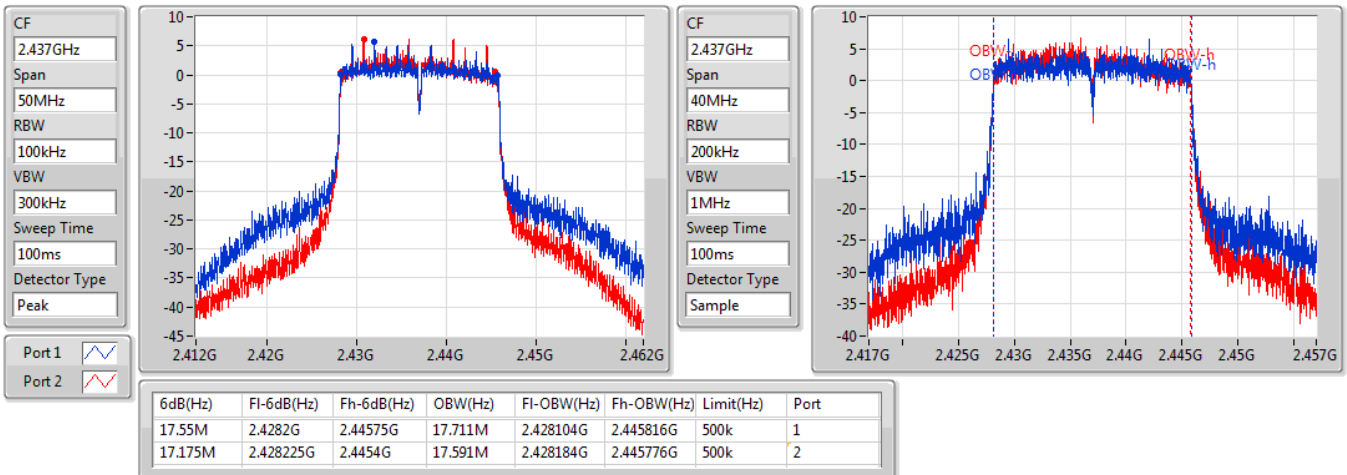 CF
2.437GHz
Span
50MHz
RBW
100kHz
VBW
300kHz
Sweep Time
100ms
Detector Type
Peak
Port 1
Port 2
10
5
0
-5
-10
-15
-20
-25
-30
-35
-40
-45
2.412G 2.42G 2.43G 2.44G 2.45G 2.462G
CF
2.437GHz
Span
40MHz
RBW
200kHz
VBW
1MHz
Sweep Time
100ms
Detector Type
Sample
10
5
0
-5
-10
-15
-20
-25
-30
-35
-40
OBW-h
OBW-h
2.417G 2.425G 2.43G 2.435G 2.44G 2.445G 2.45G 2.457G
6dB(Hz) Fl-6dB(Hz) Fh-6dB(Hz) OBW(Hz) Fl-OBW(Hz) Fh-OBW(Hz) Limit(Hz) Port
17.55M 2.4282G 2.44575G 17.711M 2.428104G 2.445816G 500k 1
17.175M 2.428225G 2.4454G 17.591M 2.428184G 2.445776G 500k 2